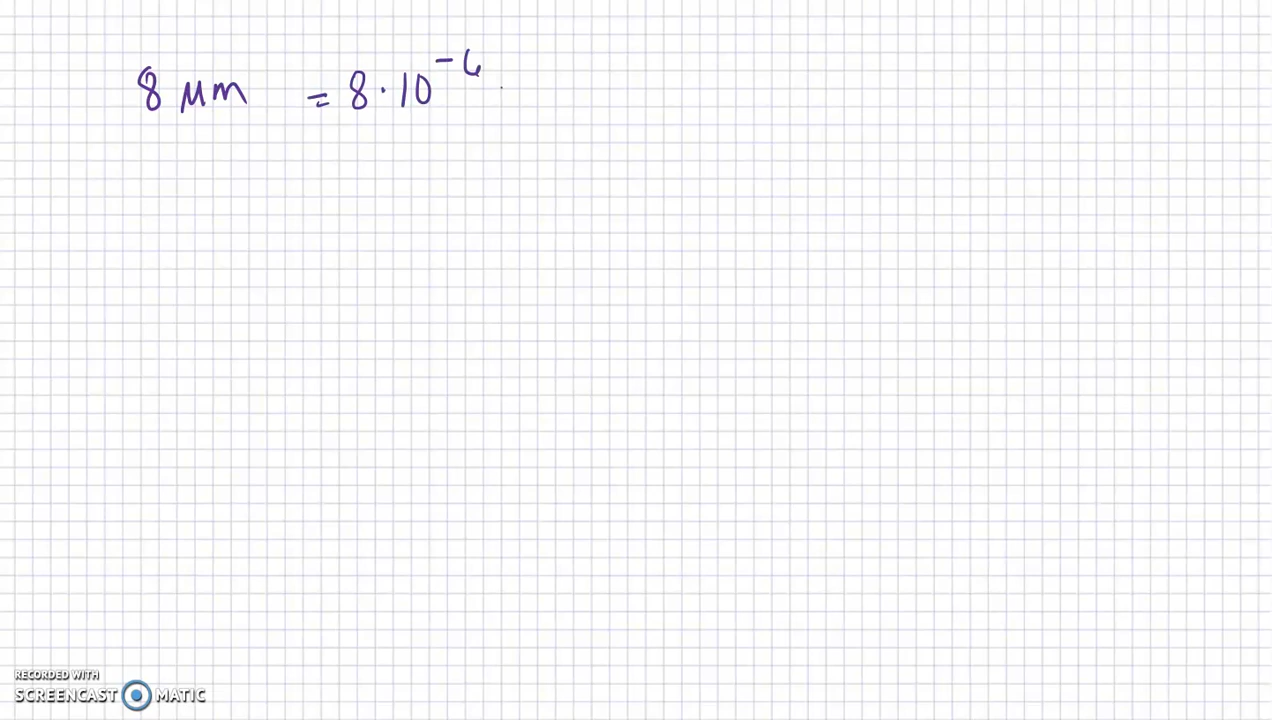 8 μm = 8·10⁻⁶
RECORDED WITH
SCREENCAST MATIC